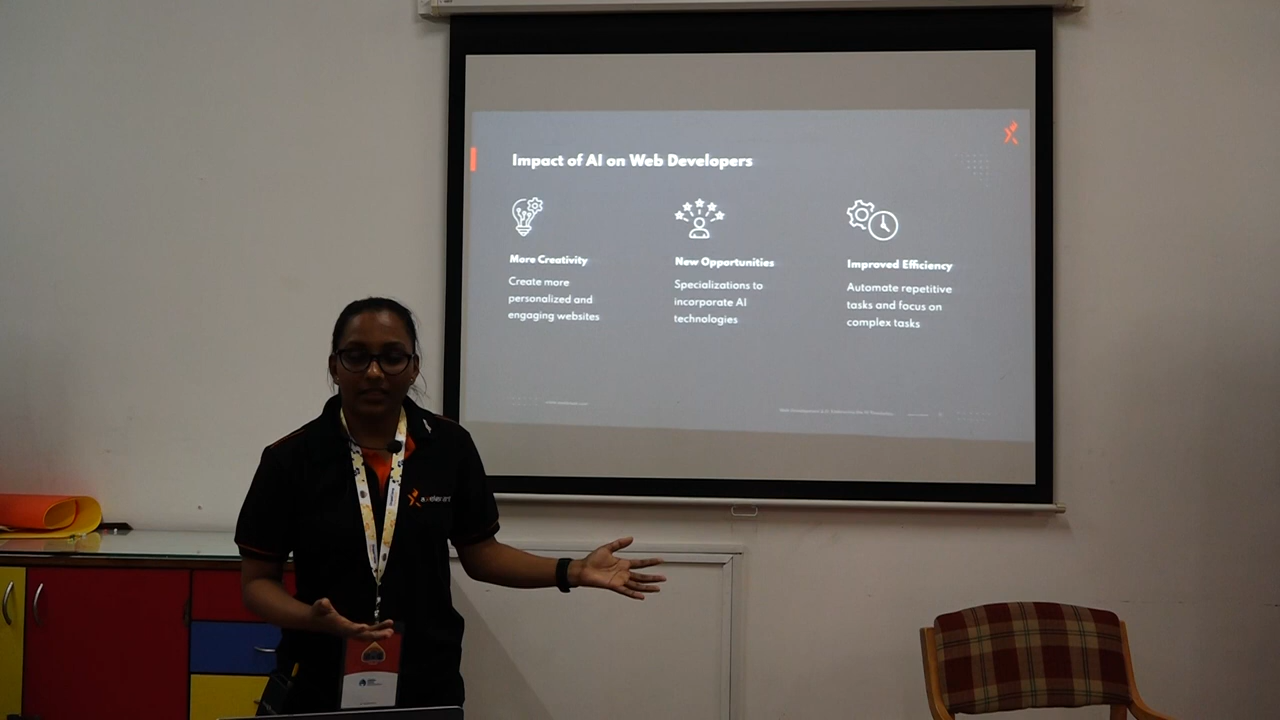 Impact of AI on Web Developers
More Creativity
Create more
personalized and
engaging websites
New Opportunities
Specializations to
incorporate AI
technologies
Improved Efficiency
Automate repetitive
tasks and focus on
complex tasks